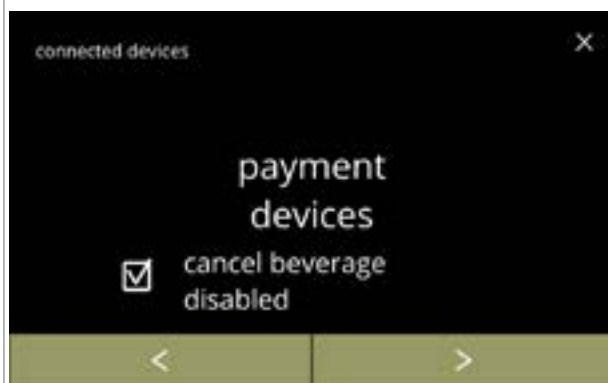 connected devices
payment
devices
cancel beverage
disabled